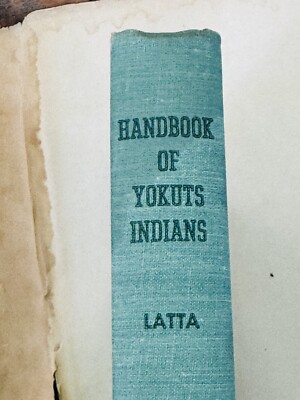 HANDBOOK
OF
YOKUTS
INDIANS
LATTA